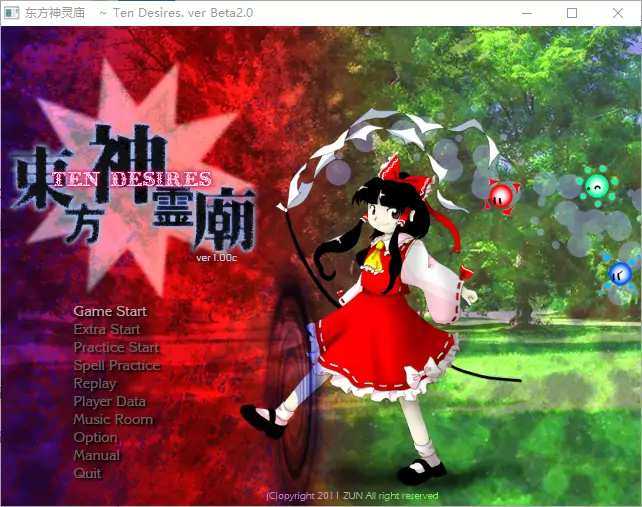 东方神灵庙 ~ Ten Desires. ver Beta2.0
東方神霊廟
TEN DESIRES
ver 1.00c
Game Start
Extra Start
Practice Start
Spell Practice
Replay
Player Data
Music Room
Option
Manual
Quit
(C)opyright 2011 ZUN All right reserved